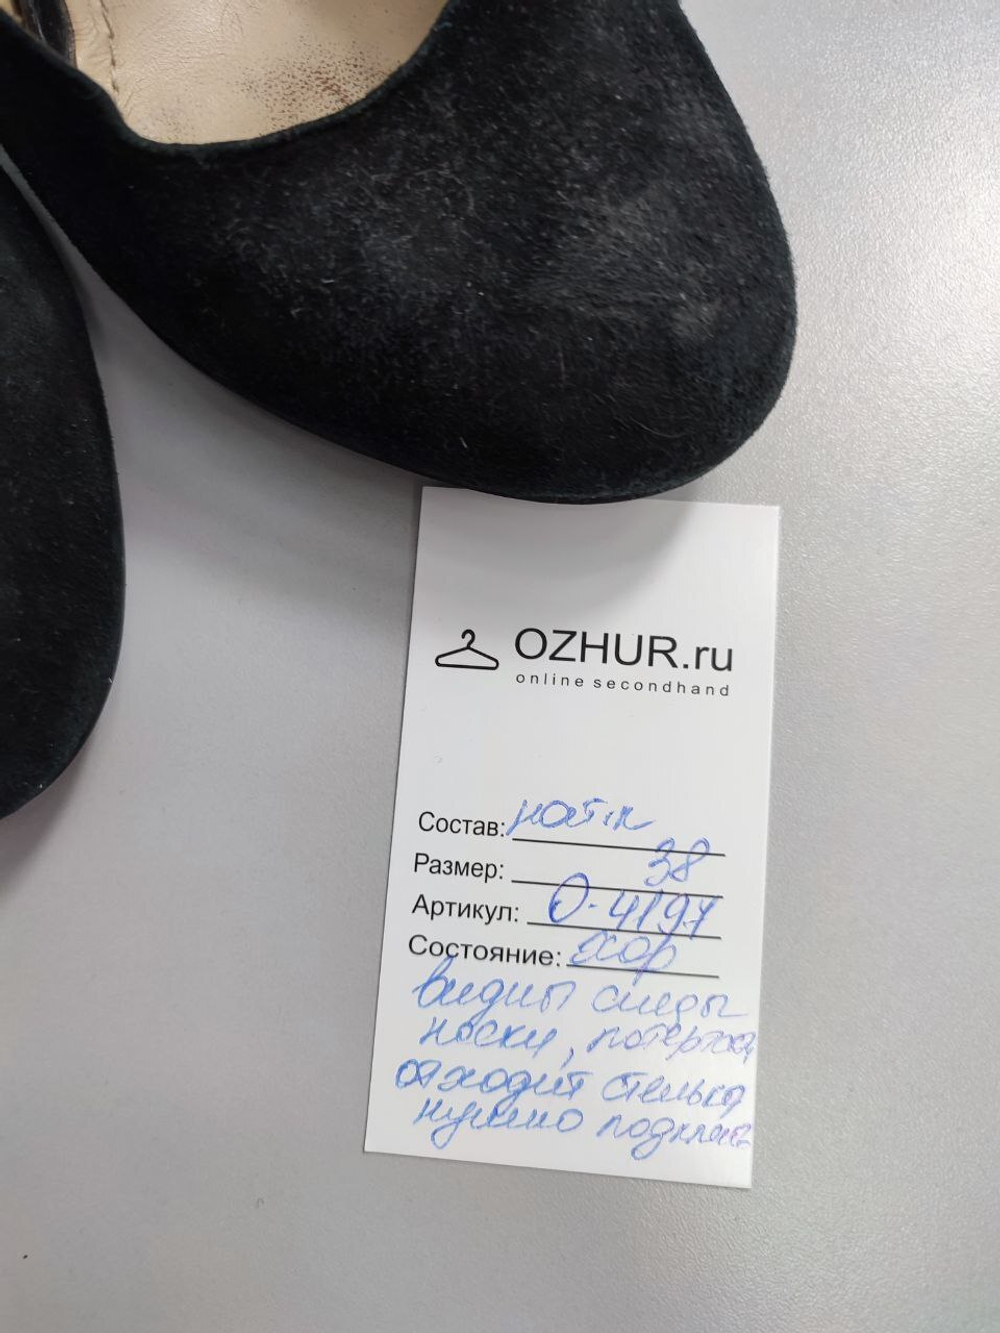 OZHUR.ru
online secondhand
Состав: нат.к
Размер: 38
Артикул: О-4197
Состояние: хор
видны следы
носки, потертости,
отходит стелька,
нужно подклеить